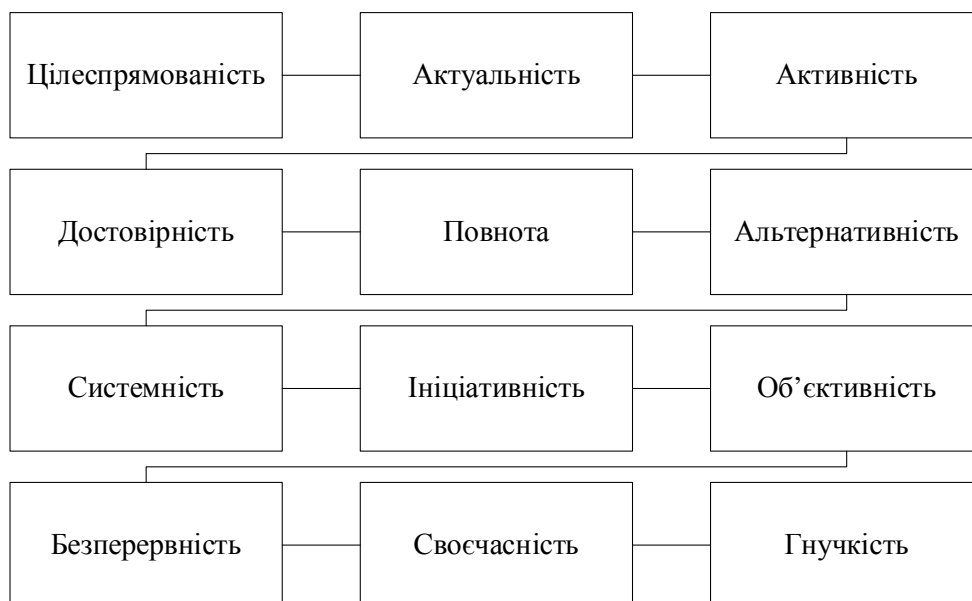 Цілеспрямованість
Актуальність
Активність
Достовірність
Повнота
Альтернативність
Системність
Ініціативність
Об’єктивність
Безперервність
Своєчасність
Гнучкість